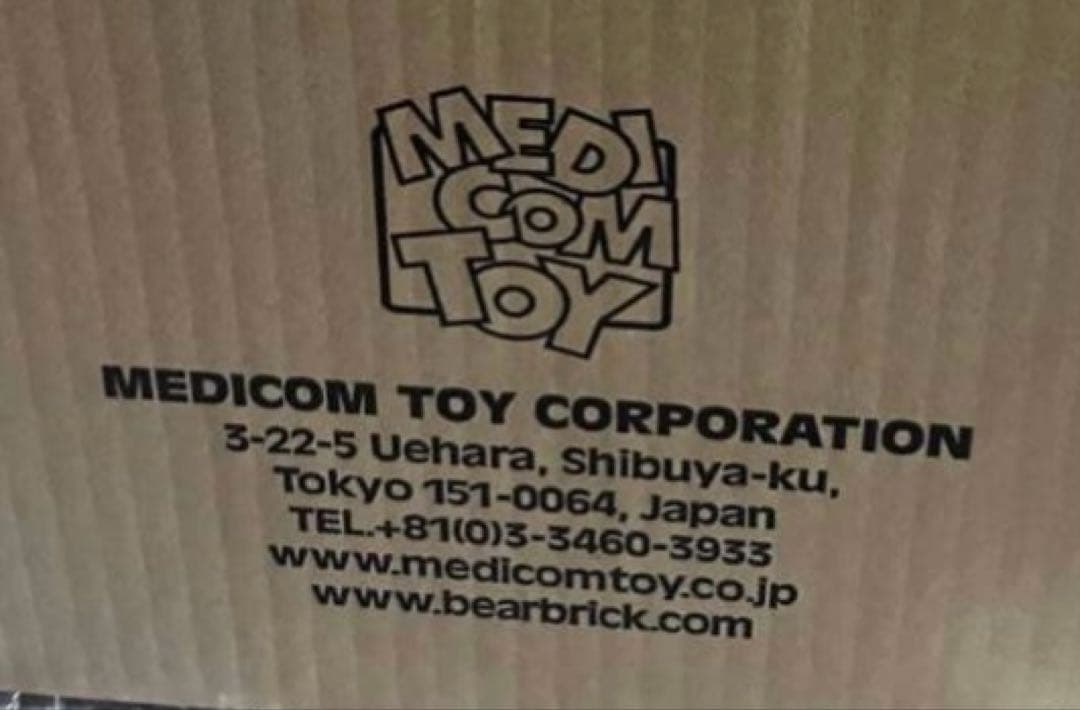 MEDI
COM
TOY
MEDICOM TOY CORPORATION
3-22-5 Uehara, Shibuya-ku,
Tokyo 151-0064, Japan
TEL.+81(0)3-3460-3933
www.medicomtoy.co.jp
www.bearbrick.com